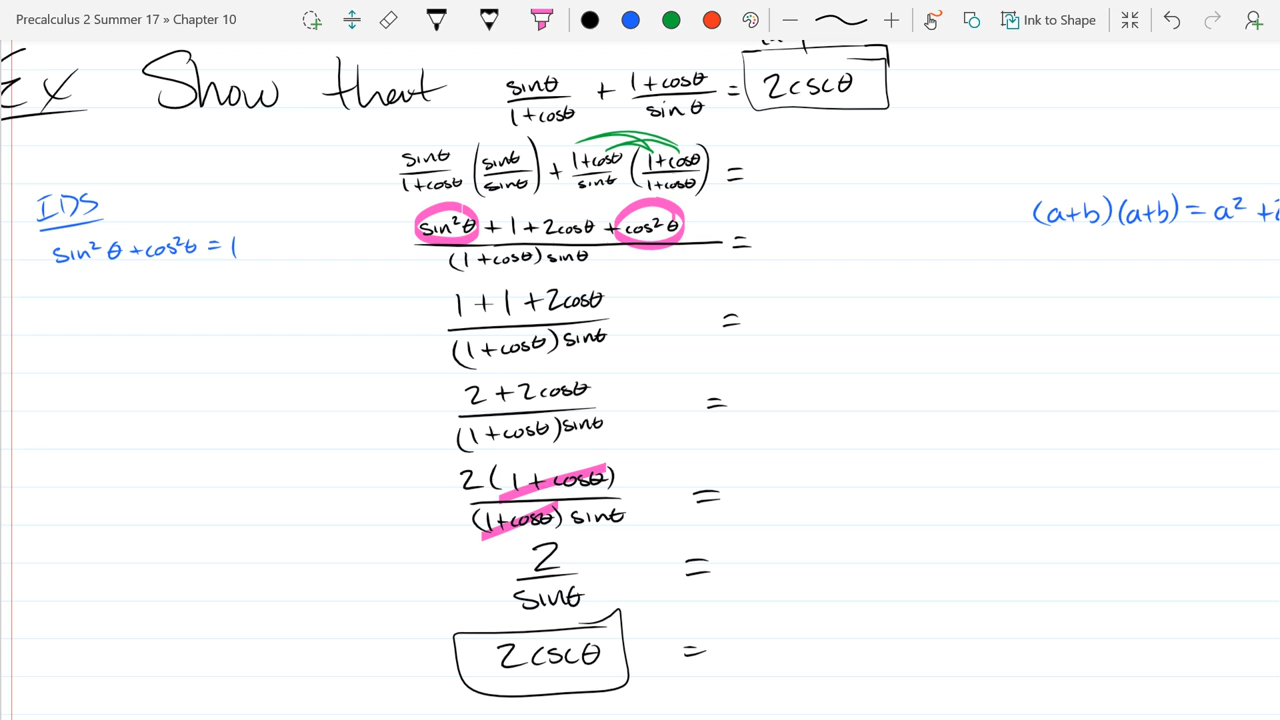 Precalculus 2 Summer 17 » Chapter 10
Ink to Shape
Ex Show that sinθ/(1+cosθ) + (1+cosθ)/sinθ = 2cscθ
sinθ/(1+cosθ) (sinθ/sinθ) + (1+cosθ)/sinθ ((1+cosθ)/(1+cosθ)) =
IDS
sin²θ+cos²θ=1
(a+b)(a+b)=a²+
(sin²θ+1+2cosθ+cos²θ)/((1+cosθ)sinθ) =
(1+1+2cosθ)/((1+cosθ)sinθ) =
(2+2cosθ)/((1+cosθ)sinθ) =
2(1+cosθ)/((1+cosθ)sinθ) =
2/sinθ =
2cscθ =